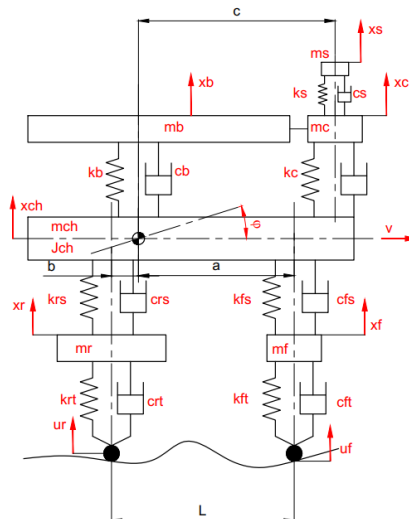 c
ms
xs
xb
ks
cs
xc
mb
mc
kb
cb
kc
xch
mch
Jch
φ
v
b
a
xr
krs
crs
kfs
cfs
xf
mr
mf
krt
crt
kft
cft
ur
uf
L